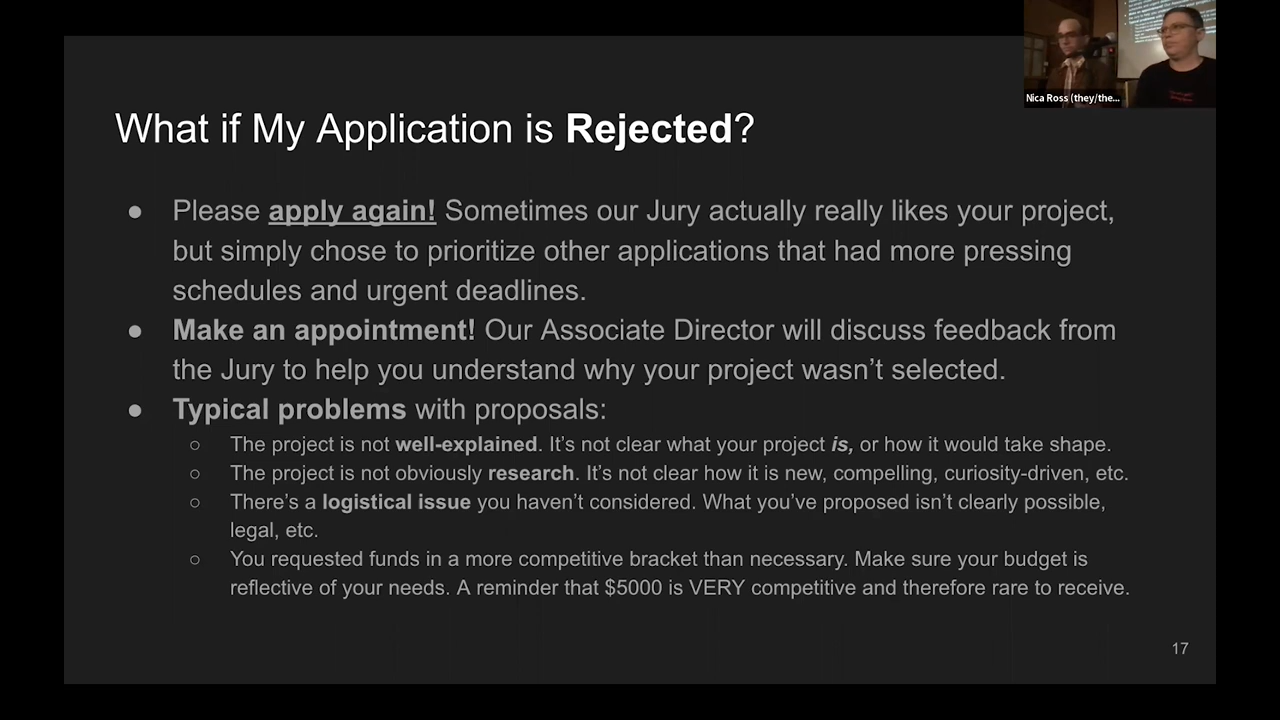 Nica Ross (they/the...
What if My Application is Rejected?
● Please apply again! Sometimes our Jury actually really likes your project,
but simply chose to prioritize other applications that had more pressing
schedules and urgent deadlines.
● Make an appointment! Our Associate Director will discuss feedback from
the Jury to help you understand why your project wasn’t selected.
● Typical problems with proposals:
○ The project is not well-explained. It’s not clear what your project is, or how it would take shape.
○ The project is not obviously research. It’s not clear how it is new, compelling, curiosity-driven, etc.
○ There’s a logistical issue you haven’t considered. What you’ve proposed isn’t clearly possible,
legal, etc.
○ You requested funds in a more competitive bracket than necessary. Make sure your budget is
reflective of your needs. A reminder that $5000 is VERY competitive and therefore rare to receive.
17